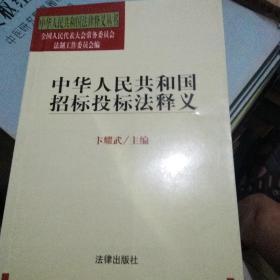 中华人民共和国法律释义丛书
全国人民代表大会常务委员会
法制工作委员会编
中华人民共和国
招标投标法释义
卞耀武/主编
法律出版社